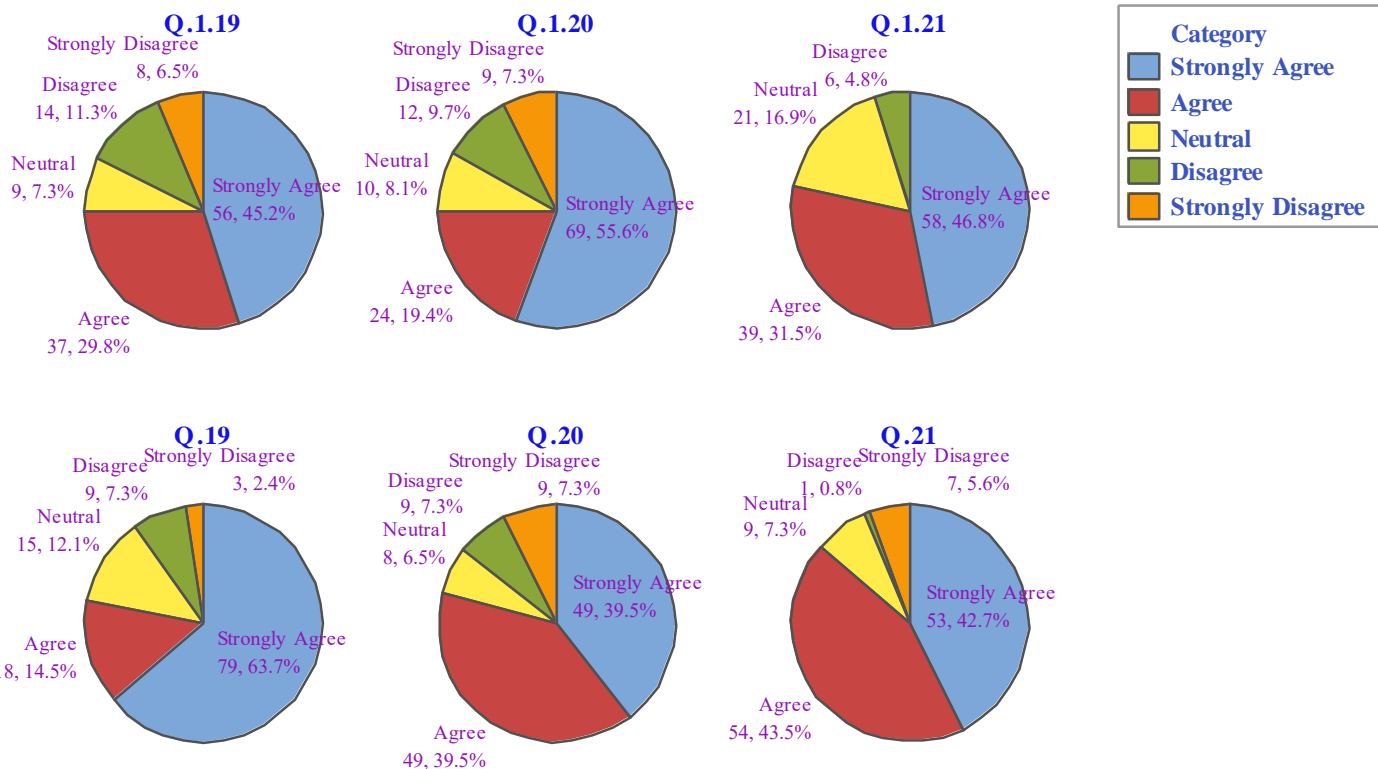 Q.1.19
Strongly Disagree
8, 6.5%
Disagree
14, 11.3%
Neutral
9, 7.3%
Strongly Agree
56, 45.2%
Agree
37, 29.8%
Q.1.20
Strongly Disagree
9, 7.3%
Disagree
12, 9.7%
Neutral
10, 8.1%
Strongly Agree
69, 55.6%
Agree
24, 19.4%
Q.1.21
Disagree
6, 4.8%
Neutral
21, 16.9%
Strongly Agree
58, 46.8%
Agree
39, 31.5%
Category
Strongly Agree
Agree
Neutral
Disagree
Strongly Disagree
Q.19
Strongly Disagree
3, 2.4%
Disagree
9, 7.3%
Neutral
15, 12.1%
Strongly Agree
79, 63.7%
Agree
8, 14.5%
Q.20
Strongly Disagree
9, 7.3%
Disagree
9, 7.3%
Neutral
8, 6.5%
Strongly Agree
49, 39.5%
Agree
49, 39.5%
Q.21
Strongly Disagree
7, 5.6%
Disagree
1, 0.8%
Neutral
9, 7.3%
Strongly Agree
53, 42.7%
Agree
54, 43.5%